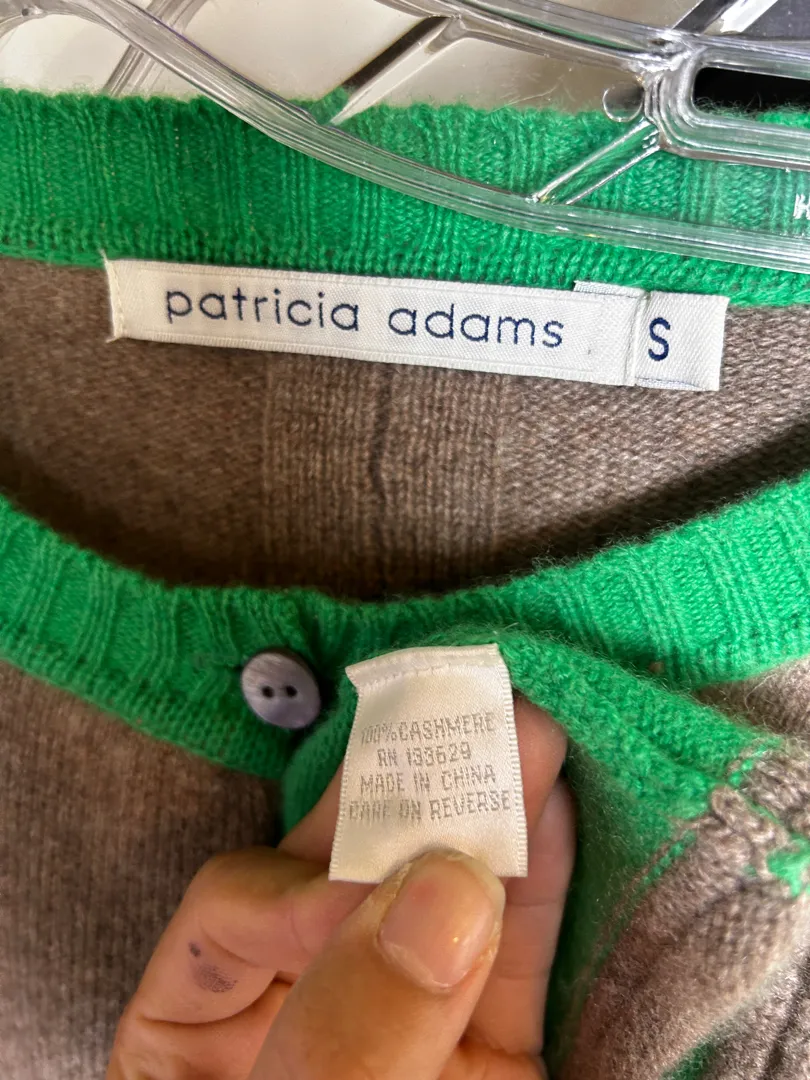 patricia adams
S
100% CASHMERE
RN 133629
MADE IN CHINA
CARE ON REVERSE